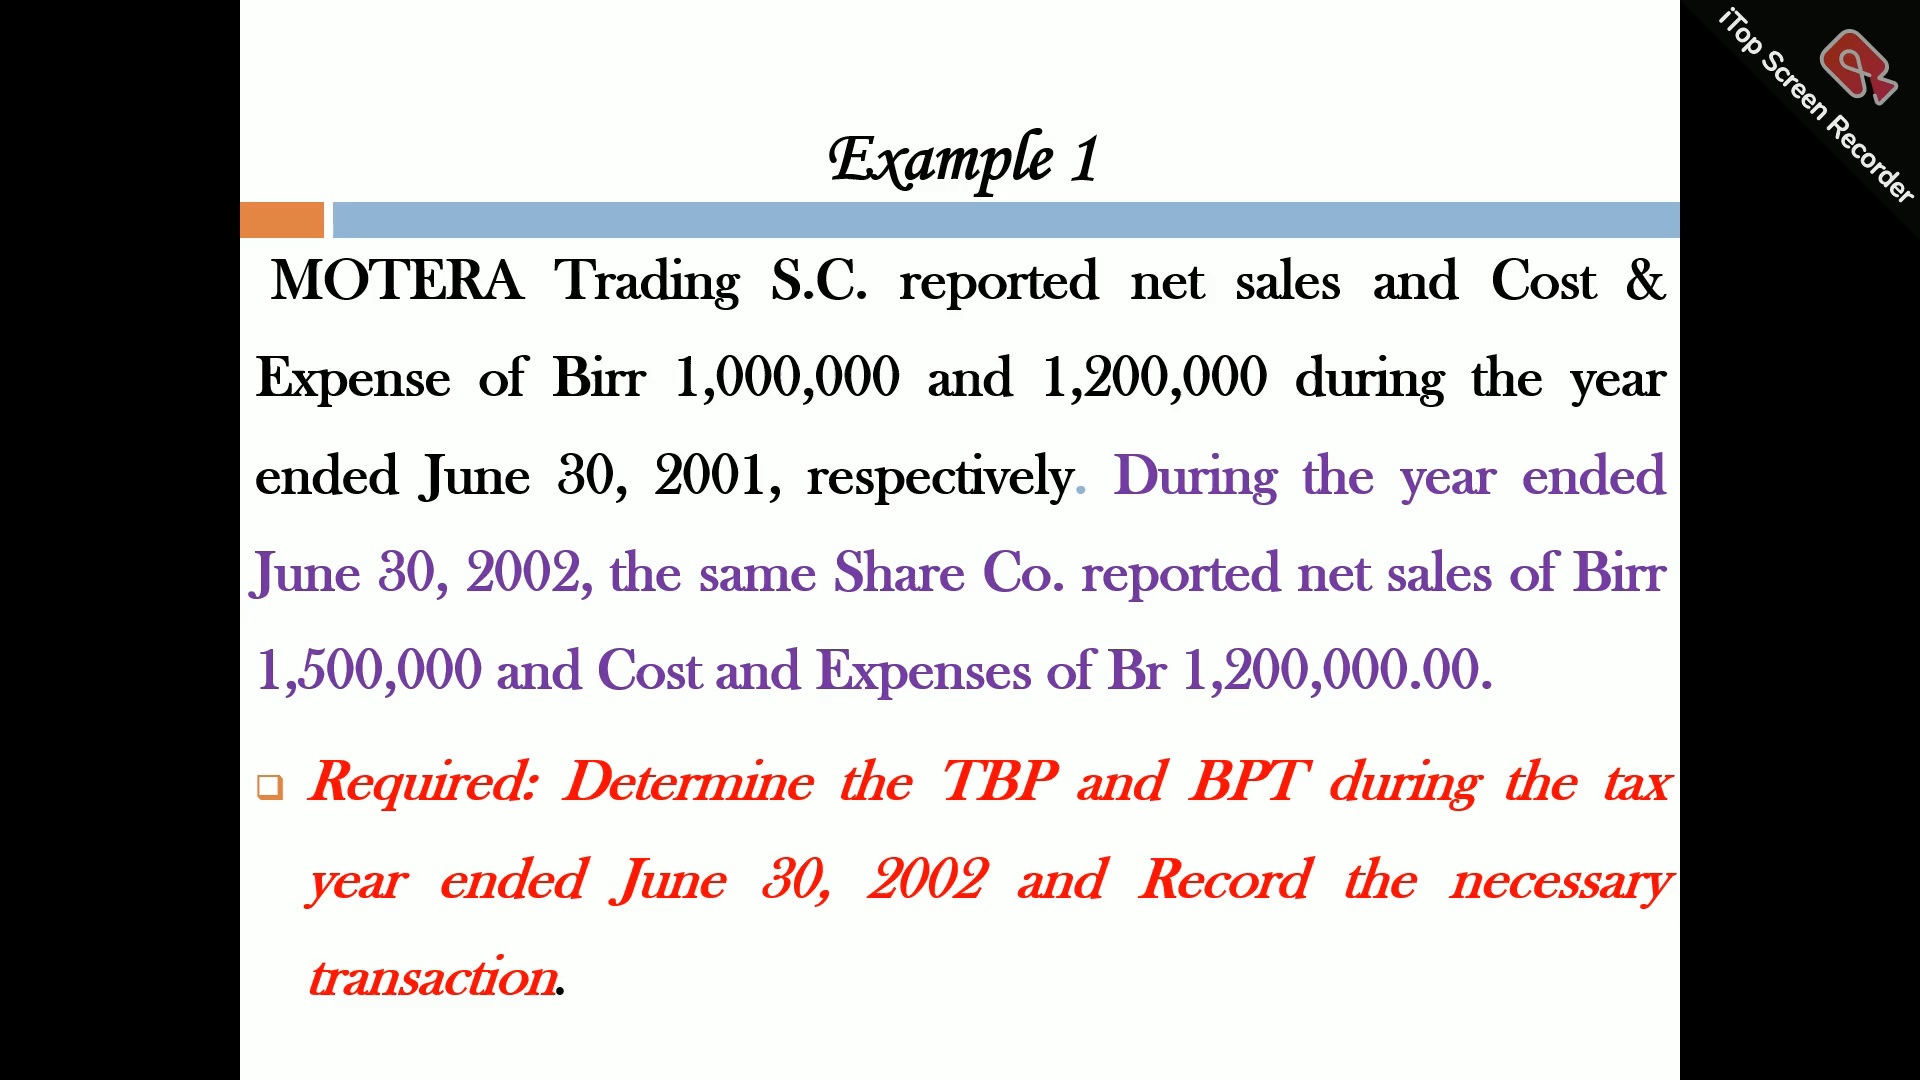 iTop Screen Recorder
Example 1
MOTERA Trading S.C. reported net sales and Cost &
Expense of Birr 1,000,000 and 1,200,000 during the year
ended June 30, 2001, respectively. During the year ended
June 30, 2002, the same Share Co. reported net sales of Birr
1,500,000 and Cost and Expenses of Br 1,200,000.00.
Required: Determine the TBP and BPT during the tax
year ended June 30, 2002 and Record the necessary
transaction.